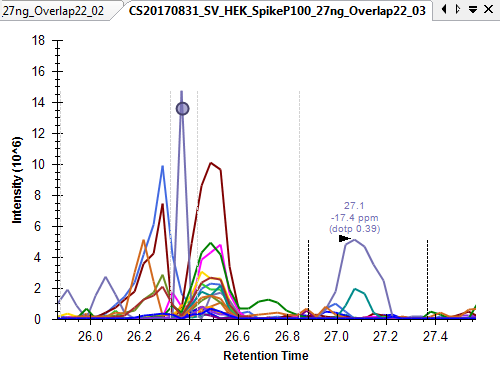 27ng_Overlap22_02
CS20170831_SV_HEK_SpikeP100_27ng_Overlap22_03
18
16
14
12
10
8
6
4
2
0
Intensity (10^6)
27.1
-17.4 ppm
(dotp 0.39)
26.0 26.2 26.4 26.6 26.8 27.0 27.2 27.4
Retention Time